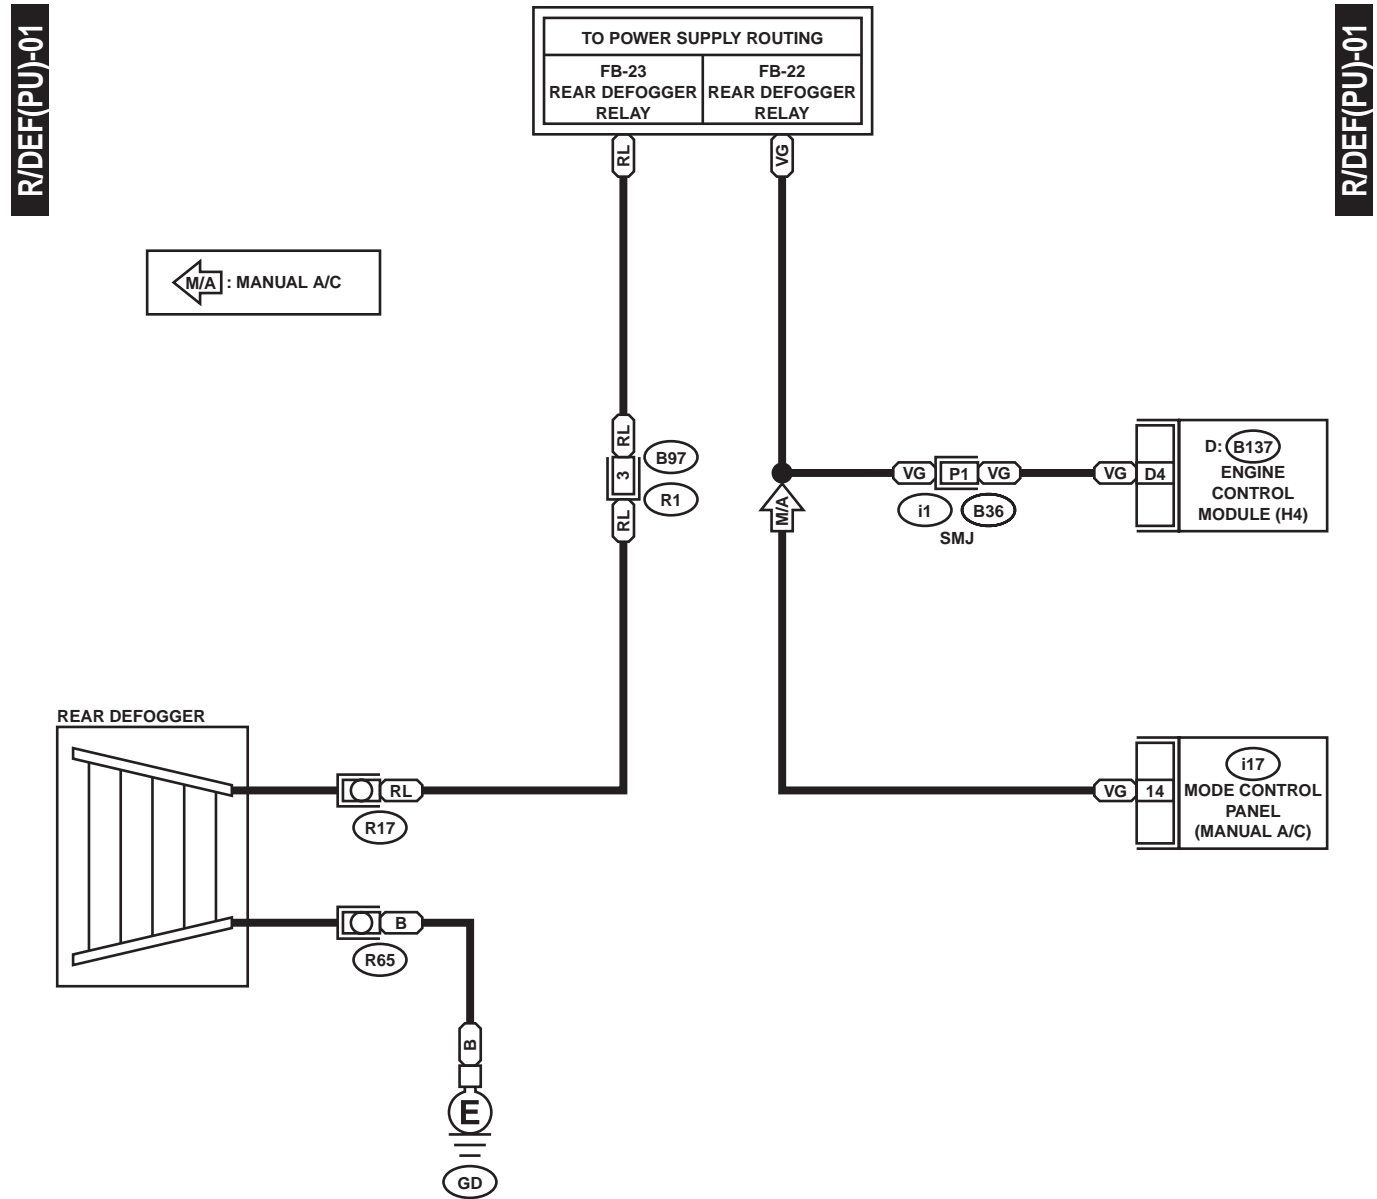 R/DEF(PU)-01
R/DEF(PU)-01
TO POWER SUPPLY ROUTING
FB-23
REAR DEFOGGER
RELAY
FB-22
REAR DEFOGGER
RELAY
RL
VG
M/A : MANUAL A/C
RL
3
RL
B97
R1
VG P1 VG
i1 B36
SMJ
M/A
VG D4
D: B137
ENGINE
CONTROL
MODULE (H4)
REAR DEFOGGER
RL
R17
VG 14
i17
MODE CONTROL
PANEL
(MANUAL A/C)
B
R65
B
E
GD